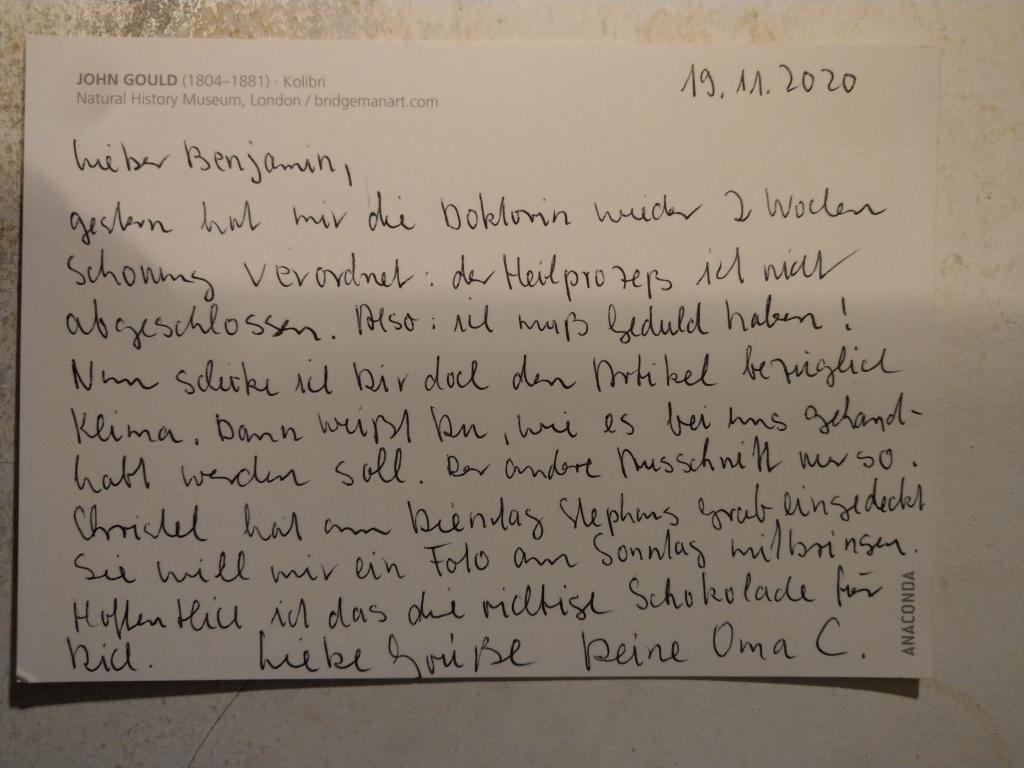 JOHN GOULD (1804–1881) · Kolibri
Natural History Museum, London / bridgemanart.com
19.11.2020
Lieber Benjamin,
gestern hat mir die Doktorin wieder 2 Wochen
Schonung verordnet: der Heilprozeß ist nicht
abgeschlossen. Also: ich muß Geduld haben!
Nun schicke ich Dir doch den Artikel bezüglich
Klima. Dann weißt Du, wie es bei uns gehand-
habt werden soll. Der andere Ausschnitt nur so.
Christel hat am Dienstag Stephans Grab eingedeckt
Sie will mir ein Foto am Sonntag mitbringen.
Hoffentlich ist das die richtige Schokolade für
Dich. Liebe Grüße Deine Oma C.
ANACONDA